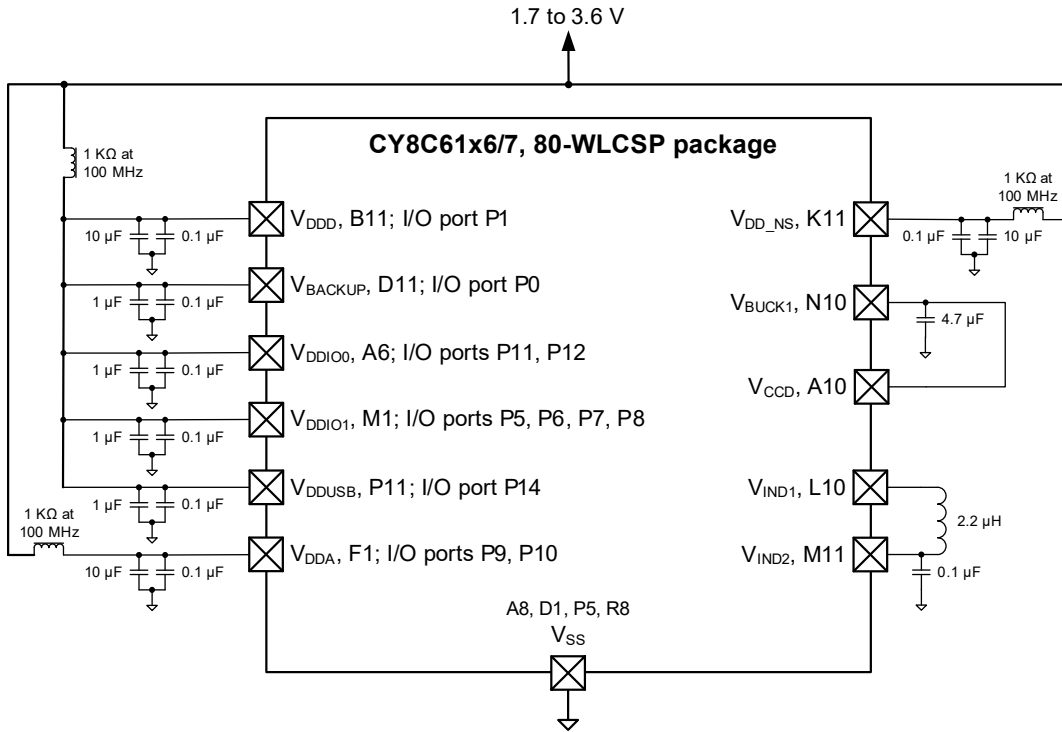 1.7 to 3.6 V
CY8C61x6/7, 80-WLCSP package
1 KΩ at
100 MHz
1 KΩ at
100 MHz
10 µF
0.1 µF
VDDD, B11; I/O port P1
VDD_NS, K11
0.1 µF
10 µF
1 µF
0.1 µF
VBACKUP, D11; I/O port P0
VBUCK1, N10
4.7 µF
1 µF
0.1 µF
VDDIO0, A6; I/O ports P11, P12
VCCD, A10
1 µF
0.1 µF
VDDIO1, M1; I/O ports P5, P6, P7, P8
1 µF
0.1 µF
VDDUSB, P11; I/O port P14
VIND1, L10
2.2 µH
1 KΩ at
100 MHz
10 µF
0.1 µF
VDDA, F1; I/O ports P9, P10
VIND2, M11
0.1 µF
A8, D1, P5, R8
VSS